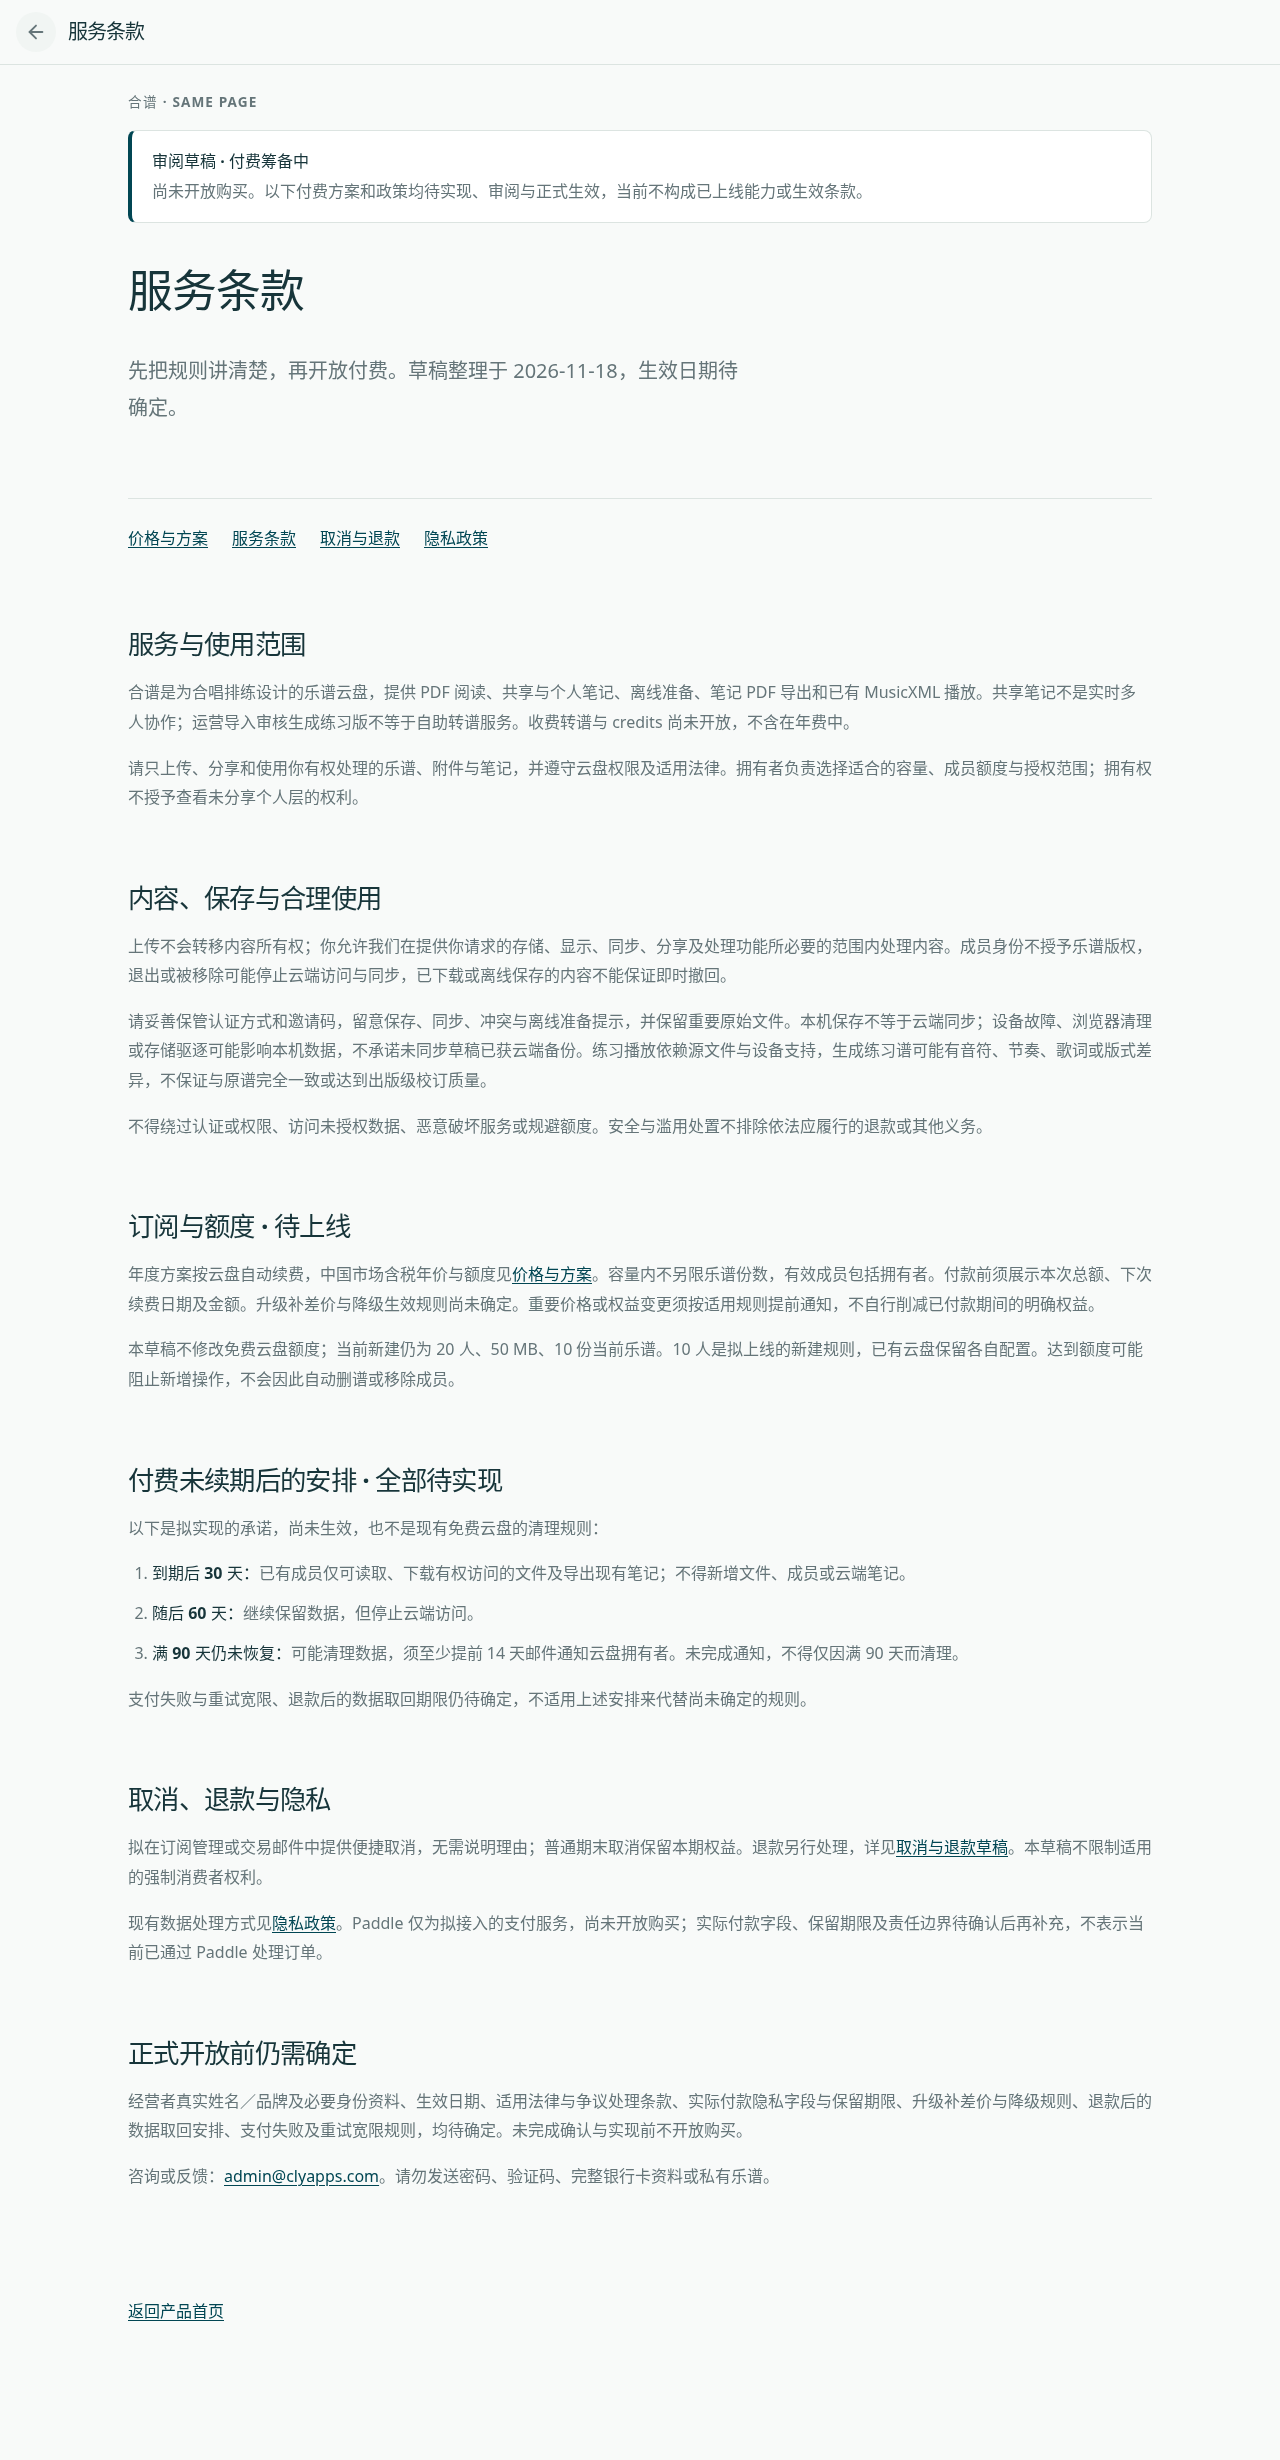 服务条款
合谱 · SAME PAGE
审阅草稿 · 付费筹备中
尚未开放购买。以下付费方案和政策均待实现、审阅与正式生效，当前不构成已上线能力或生效条款。
服务条款
先把规则讲清楚，再开放付费。草稿整理于 2026-11-18，生效日期待
确定。
价格与方案 服务条款 取消与退款 隐私政策
服务与使用范围
合谱是为合唱排练设计的乐谱云盘，提供 PDF 阅读、共享与个人笔记、离线准备、笔记 PDF 导出和已有 MusicXML 播放。共享笔记不是实时多
人协作；运营导入审核生成练习版不等于自助转谱服务。收费转谱与 credits 尚未开放，不含在年费中。
请只上传、分享和使用你有权处理的乐谱、附件与笔记，并遵守云盘权限及适用法律。拥有者负责选择适合的容量、成员额度与授权范围；拥有权
不授予查看未分享个人层的权利。
内容、保存与合理使用
上传不会转移内容所有权；你允许我们在提供你请求的存储、显示、同步、分享及处理功能所必要的范围内处理内容。成员身份不授予乐谱版权，
退出或被移除可能停止云端访问与同步，已下载或离线保存的内容不能保证即时撤回。
请妥善保管认证方式和邀请码，留意保存、同步、冲突与离线准备提示，并保留重要原始文件。本机保存不等于云端同步；设备故障、浏览器清理
或存储驱逐可能影响本机数据，不承诺未同步草稿已获云端备份。练习播放依赖源文件与设备支持，生成练习谱可能有音符、节奏、歌词或版式差
异，不保证与原谱完全一致或达到出版级校订质量。
不得绕过认证或权限、访问未授权数据、恶意破坏服务或规避额度。安全与滥用处置不排除依法应履行的退款或其他义务。
订阅与额度 · 待上线
年度方案按云盘自动续费，中国市场含税年价与额度见价格与方案。容量内不另限乐谱份数，有效成员包括拥有者。付款前须展示本次总额、下次
续费日期及金额。升级补差价与降级生效规则尚未确定。重要价格或权益变更须按适用规则提前通知，不自行削减已付款期间的明确权益。
本草稿不修改免费云盘额度；当前新建仍为 20 人、50 MB、10 份当前乐谱。10 人是拟上线的新建规则，已有云盘保留各自配置。达到额度可能
阻止新增操作，不会因此自动删谱或移除成员。
付费未续期后的安排 · 全部待实现
以下是拟实现的承诺，尚未生效，也不是现有免费云盘的清理规则：
1. 到期后 30 天：已有成员仅可读取、下载有权访问的文件及导出现有笔记；不得新增文件、成员或云端笔记。
2. 随后 60 天：继续保留数据，但停止云端访问。
3. 满 90 天仍未恢复：可能清理数据，须至少提前 14 天邮件通知云盘拥有者。未完成通知，不得仅因满 90 天而清理。
支付失败与重试宽限、退款后的数据取回期限仍待确定，不适用上述安排来代替尚未确定的规则。
取消、退款与隐私
拟在订阅管理或交易邮件中提供便捷取消，无需说明理由；普通期末取消保留本期权益。退款另行处理，详见取消与退款草稿。本草稿不限制适用
的强制消费者权利。
现有数据处理方式见隐私政策。Paddle 仅为拟接入的支付服务，尚未开放购买；实际付款字段、保留期限及责任边界待确认后再补充，不表示当
前已通过 Paddle 处理订单。
正式开放前仍需确定
经营者真实姓名／品牌及必要身份资料、生效日期、适用法律与争议处理条款、实际付款隐私字段与保留期限、升级补差价与降级规则、退款后的
数据取回安排、支付失败及重试宽限规则，均待确定。未完成确认与实现前不开放购买。
咨询或反馈：admin@clyapps.com。请勿发送密码、验证码、完整银行卡资料或私有乐谱。
返回产品首页